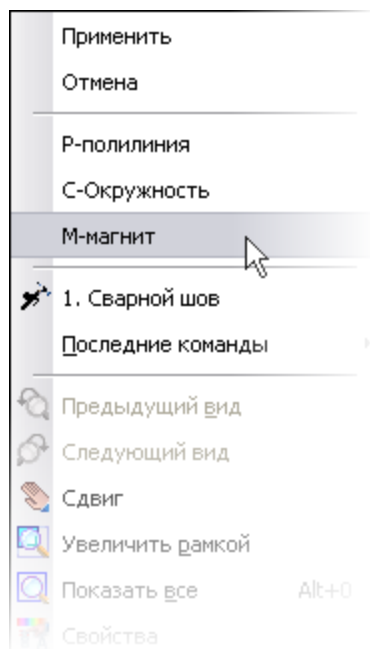 Применить
Отмена
Р-полилиния
С-Окружность
М-магнит
1. Сварной шов
Последние команды
Предыдущий вид
Следующий вид
Сдвиг
Увеличить рамкой
Показать все Alt+0
Свойства